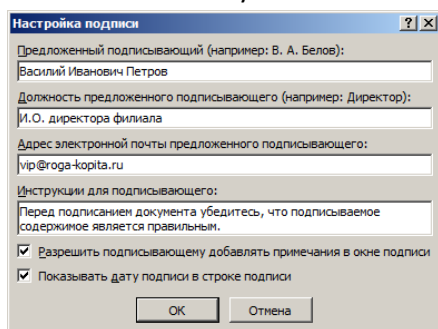 Настройка подписи
Предложенный подписывающий (например: В. А. Белов):
Василий Иванович Петров
Должность предложенного подписывающего (например: Директор):
И.О. директора филиала
Адрес электронной почты предложенного подписывающего:
vip@roga-kopita.ru
Инструкции для подписывающего:
Перед подписанием документа убедитесь, что подписываемое
содержимое является правильным.
Разрешить подписывающему добавлять примечания в окне подписи
Показывать дату подписи в строке подписи
ОК Отмена